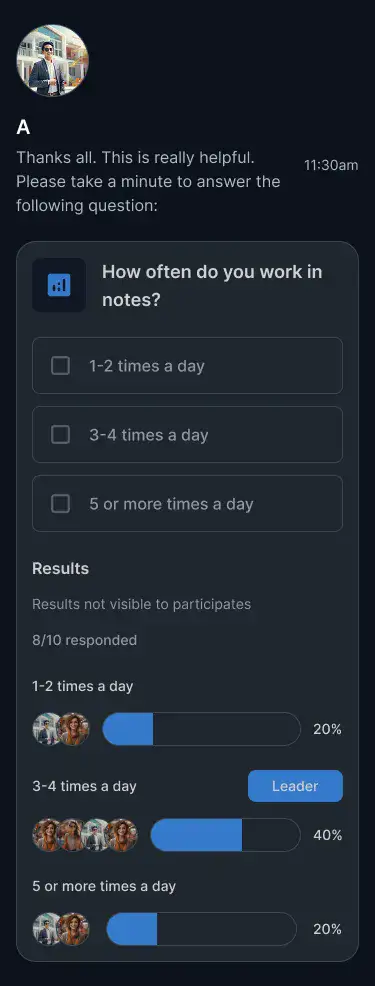 A
Thanks all. This is really helpful.
11:30am
Please take a minute to answer the
following question:
How often do you work in
notes?
1-2 times a day
3-4 times a day
5 or more times a day
Results
Results not visible to participates
8/10 responded
1-2 times a day
20%
3-4 times a day
Leader
40%
5 or more times a day
20%